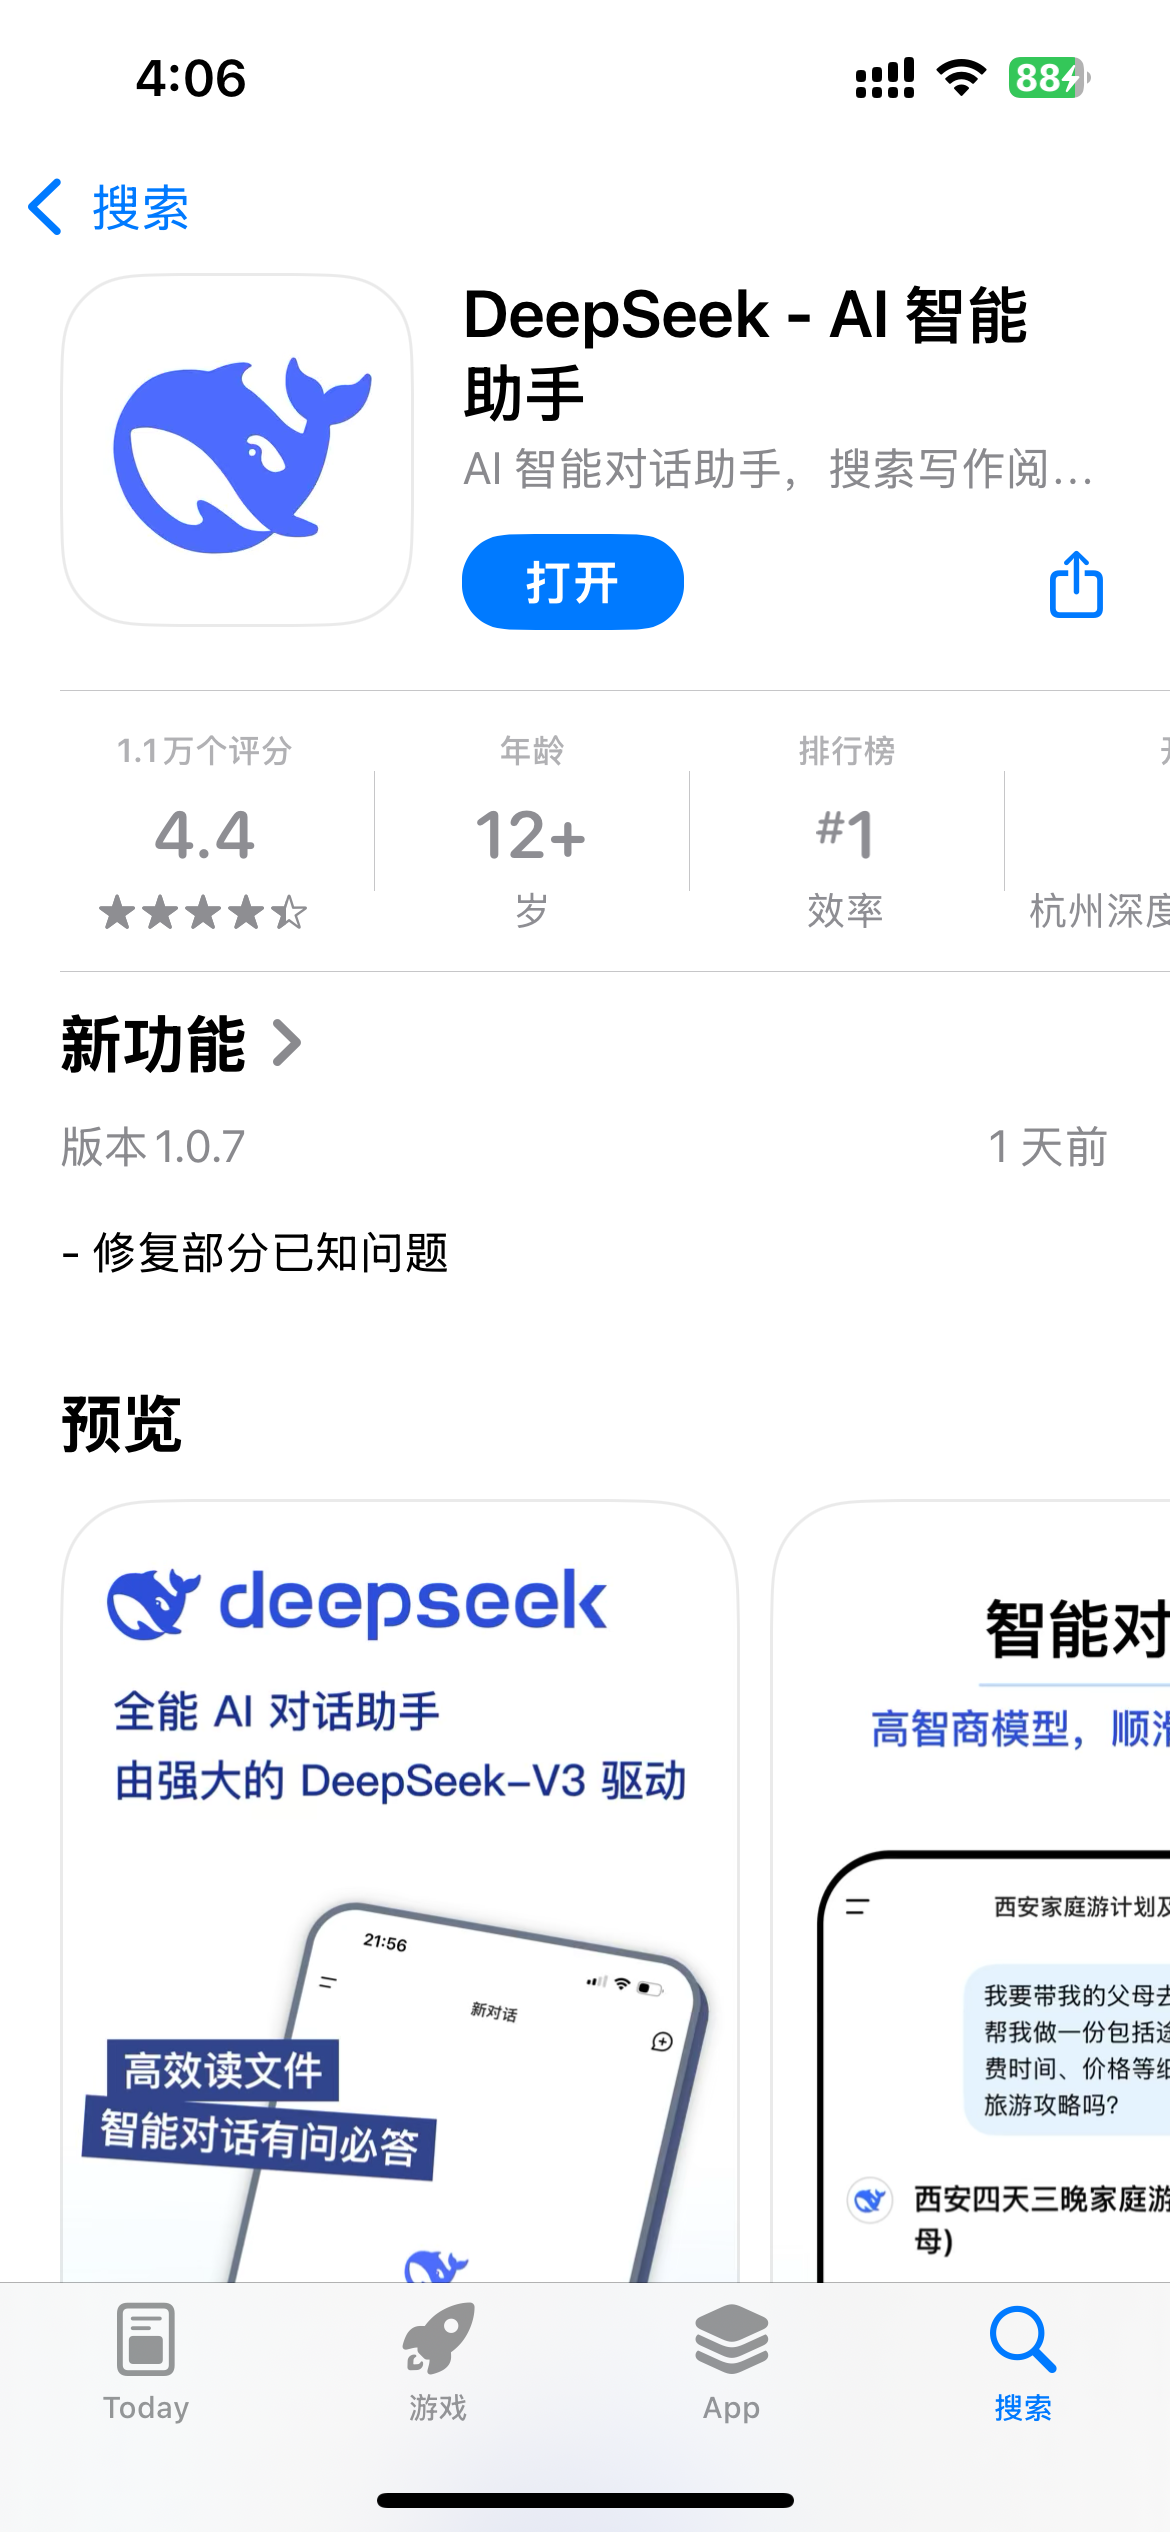 4:06
88
搜索
DeepSeek - AI 智能
助手
AI 智能对话助手，搜索写作阅...
打开
1.1万个评分
4.4
年龄
12+
岁
排行榜
#1
效率
杭州深度
新功能
版本 1.0.7
1 天前
- 修复部分已知问题
预览
deepseek
全能 AI 对话助手
由强大的 DeepSeek-V3 驱动
21:56
新对话
高效读文件
智能对话有问必答
智能对
高智商模型，顺滑
西安家庭游计划及
我要带我的父母去
帮我做一份包括途
费时间、价格等细
旅游攻略吗？
西安四天三晚家庭游
母)
Today
游戏
App
搜索